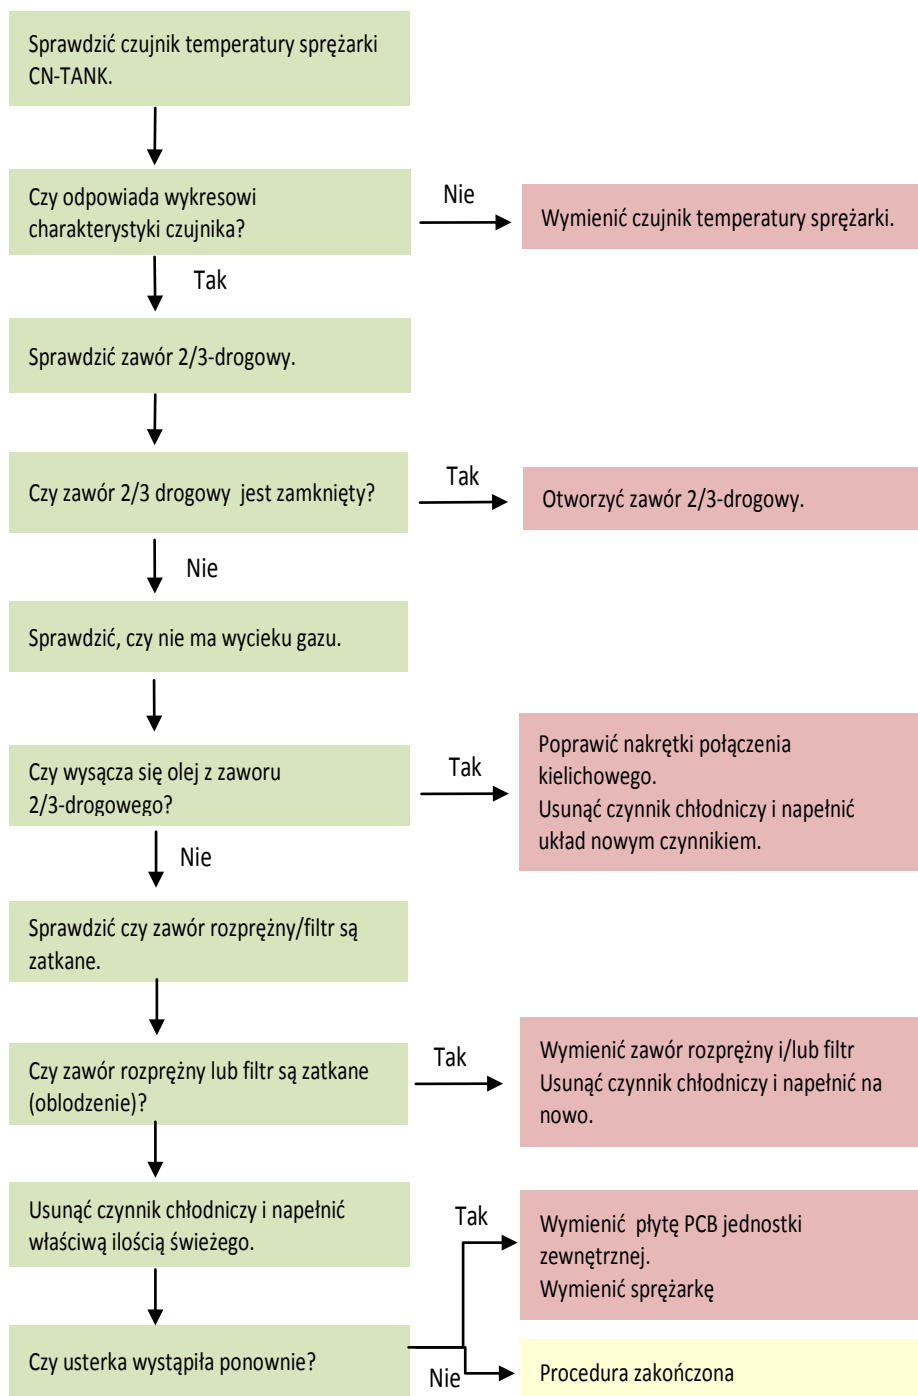 Sprawdzić czujnik temperatury sprężarki
CN-TANK.
Czy odpowiada wykresowi
charakterystyki czujnika?
Nie
Wymienić czujnik temperatury sprężarki.
Tak
Sprawdzić zawór 2/3-drogowy.
Czy zawór 2/3 drogowy jest zamknięty?
Tak
Otworzyć zawór 2/3-drogowy.
Nie
Sprawdzić, czy nie ma wycieku gazu.
Czy wysącza się olej z zaworu
2/3-drogowego?
Tak
Poprawić nakrętki połączenia
kielichowego.
Usunąć czynnik chłodniczy i napełnić
układ nowym czynnikiem.
Nie
Sprawdzić czy zawór rozprężny/filtr są
zatkane.
Czy zawór rozprężny lub filtr są zatkane
(oblodzenie)?
Tak
Wymienić zawór rozprężny i/lub filtr
Usunąć czynnik chłodniczy i napełnić na
nowo.
Usunąć czynnik chłodniczy i napełnić
właściwą ilością świeżego.
Czy usterka wystąpiła ponownie?
Tak
Wymienić płytę PCB jednostki
zewnętrznej.
Wymienić sprężarkę
Nie
Procedura zakończona